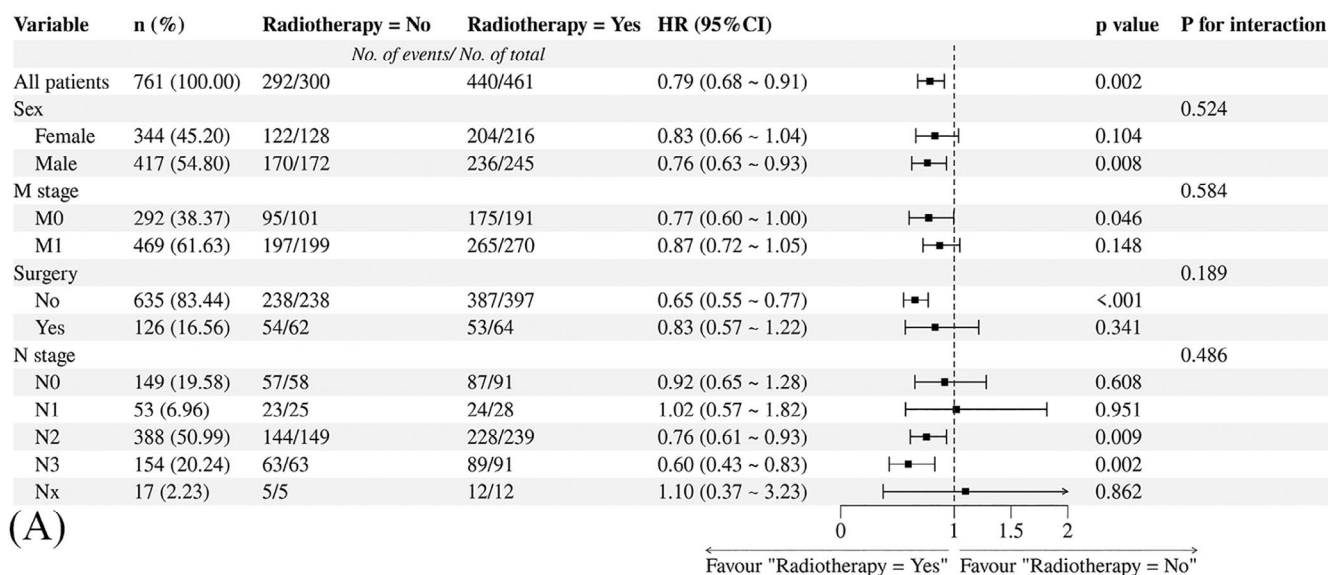 Variable n (%) Radiotherapy = No Radiotherapy = Yes HR (95%CI) p value P for interaction
No. of events/ No. of total
All patients 761 (100.00) 292/300 440/461 0.79 (0.68 ~ 0.91) 0.002
Sex 0.524
Female 344 (45.20) 122/128 204/216 0.83 (0.66 ~ 1.04) 0.104
Male 417 (54.80) 170/172 236/245 0.76 (0.63 ~ 0.93) 0.008
M stage 0.584
M0 292 (38.37) 95/101 175/191 0.77 (0.60 ~ 1.00) 0.046
M1 469 (61.63) 197/199 265/270 0.87 (0.72 ~ 1.05) 0.148
Surgery 0.189
No 635 (83.44) 238/238 387/397 0.65 (0.55 ~ 0.77) <.001
Yes 126 (16.56) 54/62 53/64 0.83 (0.57 ~ 1.22) 0.341
N stage 0.486
N0 149 (19.58) 57/58 87/91 0.92 (0.65 ~ 1.28) 0.608
N1 53 (6.96) 23/25 24/28 1.02 (0.57 ~ 1.82) 0.951
N2 388 (50.99) 144/149 228/239 0.76 (0.61 ~ 0.93) 0.009
N3 154 (20.24) 63/63 89/91 0.60 (0.43 ~ 0.83) 0.002
Nx 17 (2.23) 5/5 12/12 1.10 (0.37 ~ 3.23) 0.862
(A)
0 1 1.5 2
Favour "Radiotherapy = Yes" Favour "Radiotherapy = No"